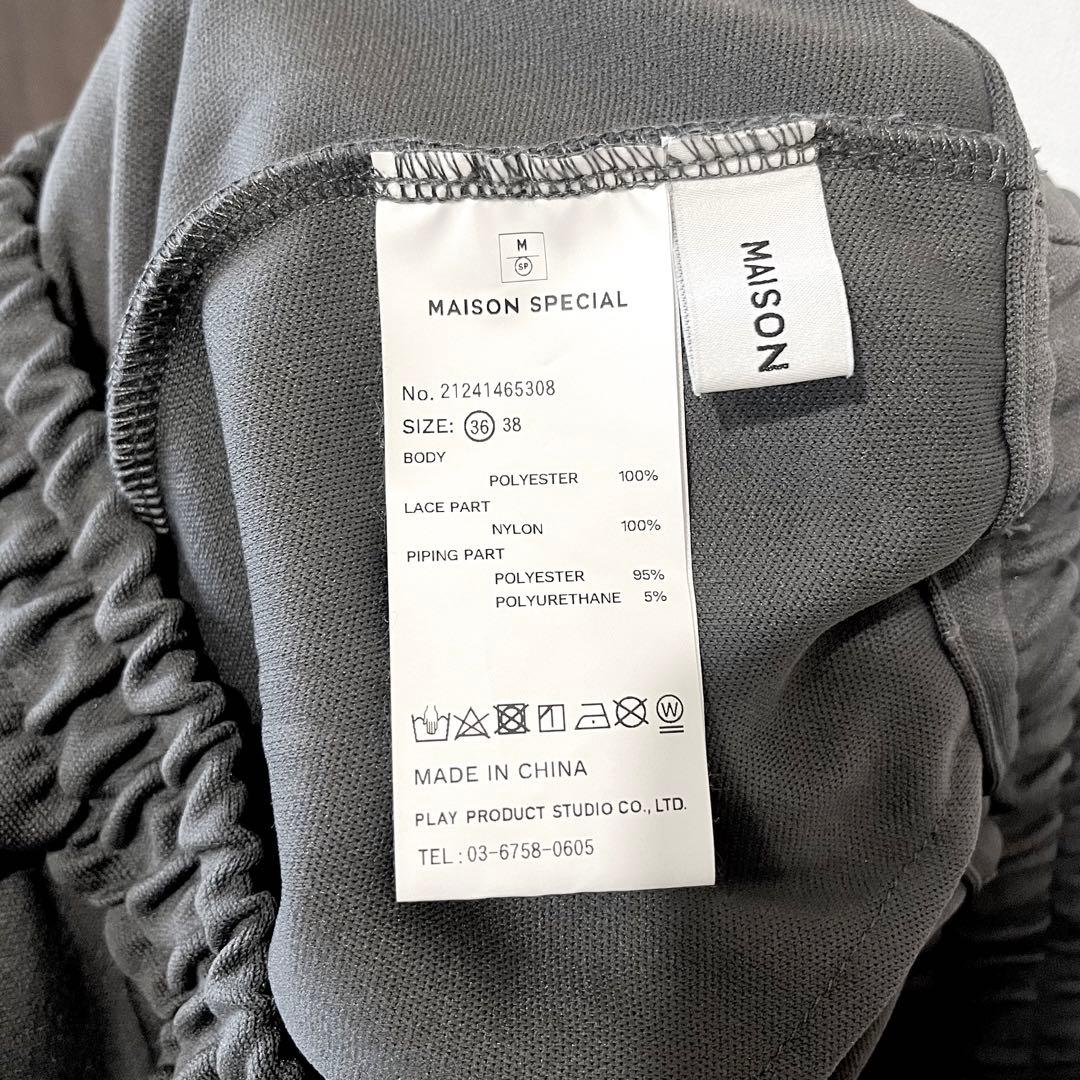 M
SP
MAISON SPECIAL
No. 21241465308
SIZE: 36 38
BODY
POLYESTER 100%
LACE PART
NYLON 100%
PIPING PART
POLYESTER 95%
POLYURETHANE 5%
W
MADE IN CHINA
PLAY PRODUCT STUDIO CO., LTD.
TEL : 03-6758-0605
MAISON